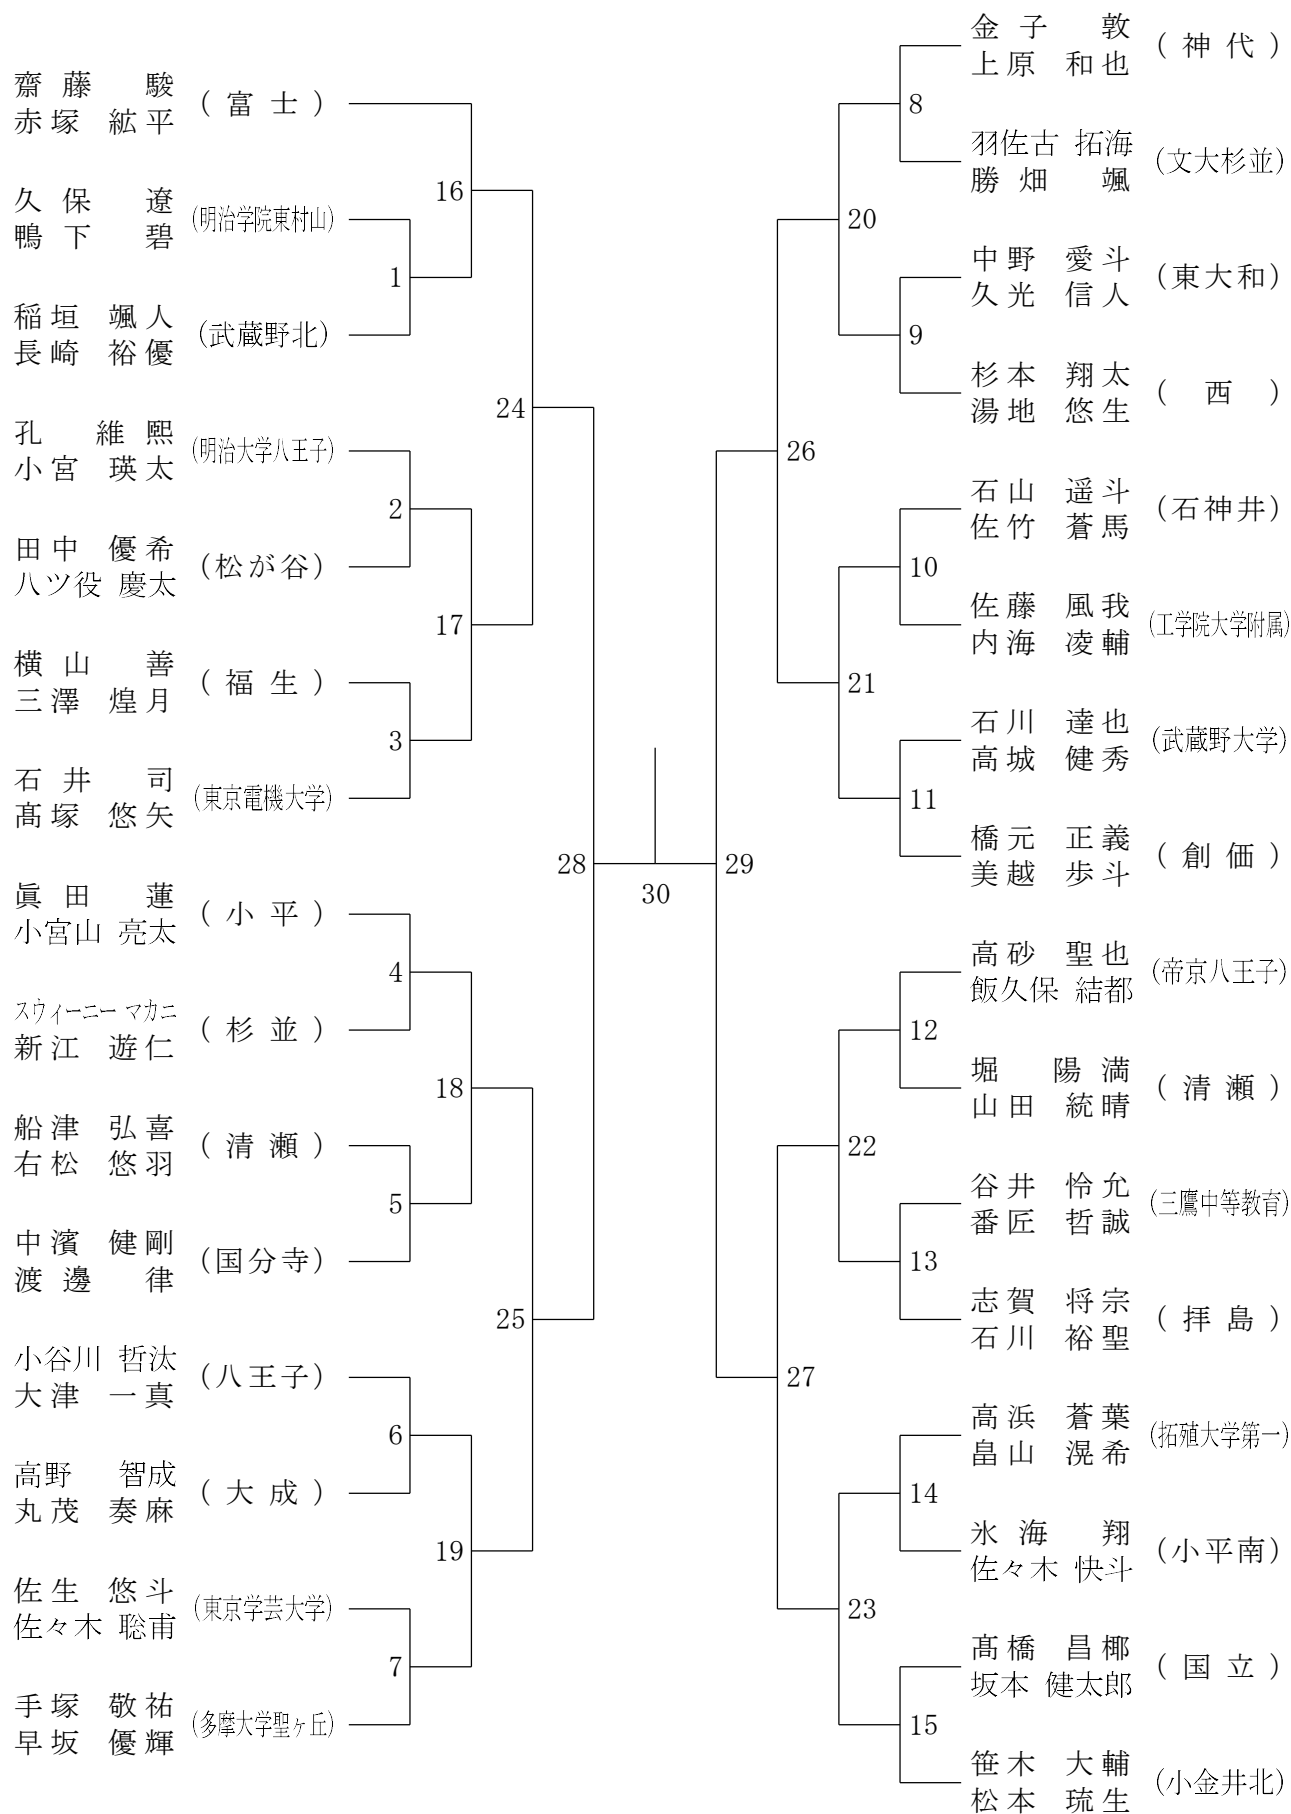 齋藤 駿
赤塚 紘平
(富士)
久保 遼
鴨下 碧
(明治学院東村山)
稲垣 颯人
長崎 裕優
(武蔵野北)
孔 維熙
小宮 瑛太
(明治大学八王子)
田中 優希
八ツ役 慶太
(松が谷)
横山 善
三澤 煌月
(福生)
石井 司
髙塚 悠矢
(東京電機大学)
眞田 蓮
小宮山 亮太
(小平)
スウィーニー マカニ
新江 遊仁
(杉並)
船津 弘喜
右松 悠羽
(清瀬)
中濱 健剛
渡邊 律
(国分寺)
小谷川 哲汰
大津 一真
(八王子)
高野 智成
丸茂 奏麻
(大成)
佐生 悠斗
佐々木 聡甫
(東京学芸大学)
手塚 敬祐
早坂 優輝
(多摩大学聖ヶ丘)
16
1
24
2
17
3
28
4
18
5
25
6
19
7
30
29
8
20
9
26
10
21
11
12
22
13
27
14
23
15
金子 敦
上原 和也
(神代)
羽佐古 拓海
勝畑 颯
(文大杉並)
中野 愛斗
久光 信人
(東大和)
杉本 翔太
湯地 悠生
(西)
石山 遥斗
佐竹 蒼馬
(石神井)
佐藤 風我
内海 凌輔
(工学院大学附属)
石川 達也
高城 健秀
(武蔵野大学)
橋元 正義
美越 歩斗
(創価)
高砂 聖也
飯久保 結都
(帝京八王子)
堀 陽満
山田 統晴
(清瀬)
谷井 怜允
番匠 哲誠
(三鷹中等教育)
志賀 将宗
石川 裕聖
(拝島)
高浜 蒼葉
畠山 滉希
(拓殖大学第一)
氷海 翔
佐々木 快斗
(小平南)
髙橋 昌椰
坂本 健太郎
(国立)
笹木 大輔
松本 琉生
(小金井北)